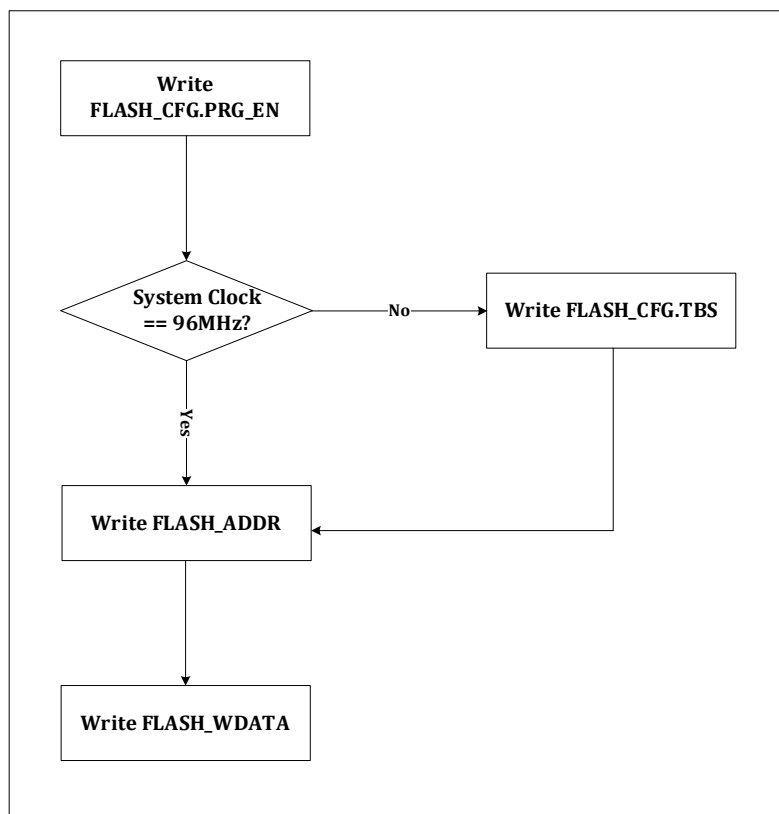 Write
FLASH_CFG.PRG_EN
System Clock
== 96MHz?
No
Write FLASH_CFG.TBS
Yes
Write FLASH_ADDR
Write FLASH_WDATA